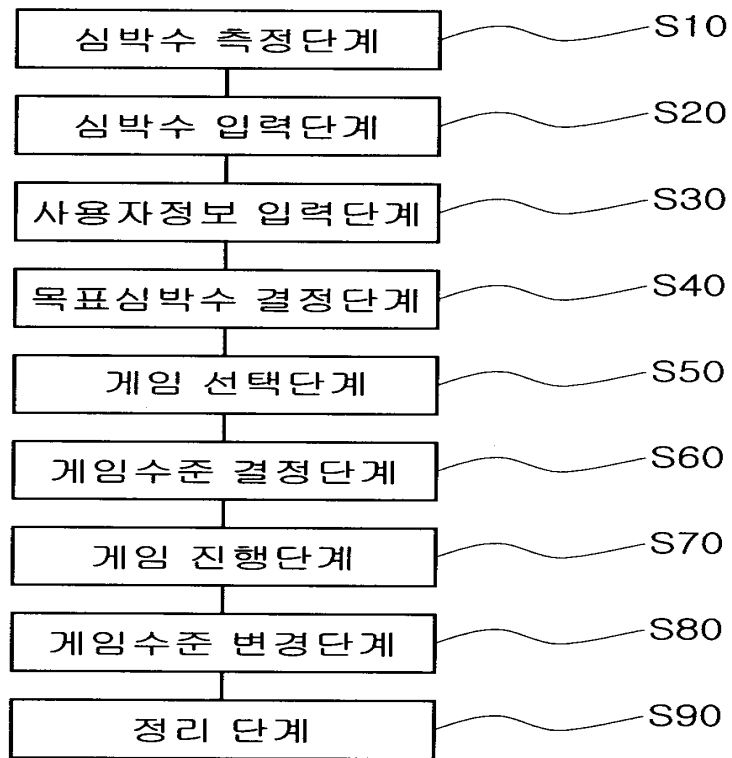 심박수 측정단계 S10
심박수 입력단계 S20
사용자정보 입력단계 S30
목표심박수 결정단계 S40
게임 선택단계 S50
게임수준 결정단계 S60
게임 진행단계 S70
게임수준 변경단계 S80
정리 단계 S90